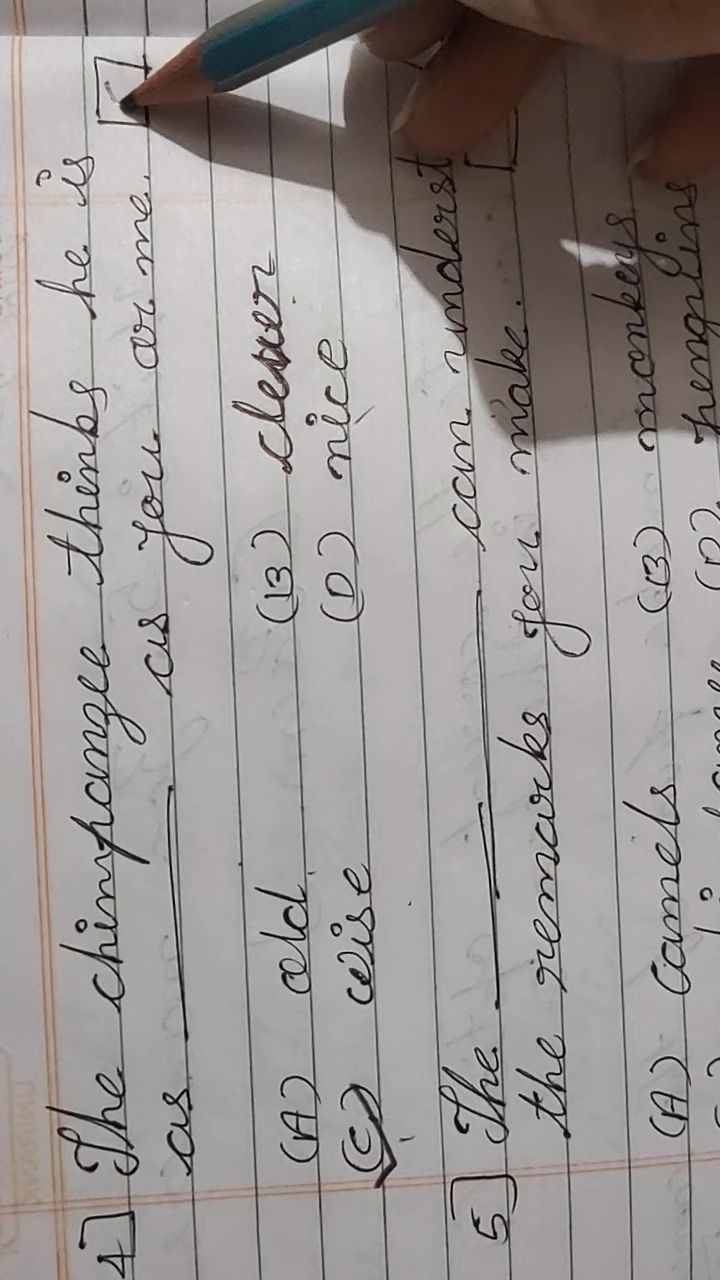 4] The chimpanzee thinks he is
as ______ as you or me.
(A) old (B) clever
(C) wise (D) nice
5] The ______ can underst
the remarks you make.
(A) Camels (B) monkeys
(D) penguins